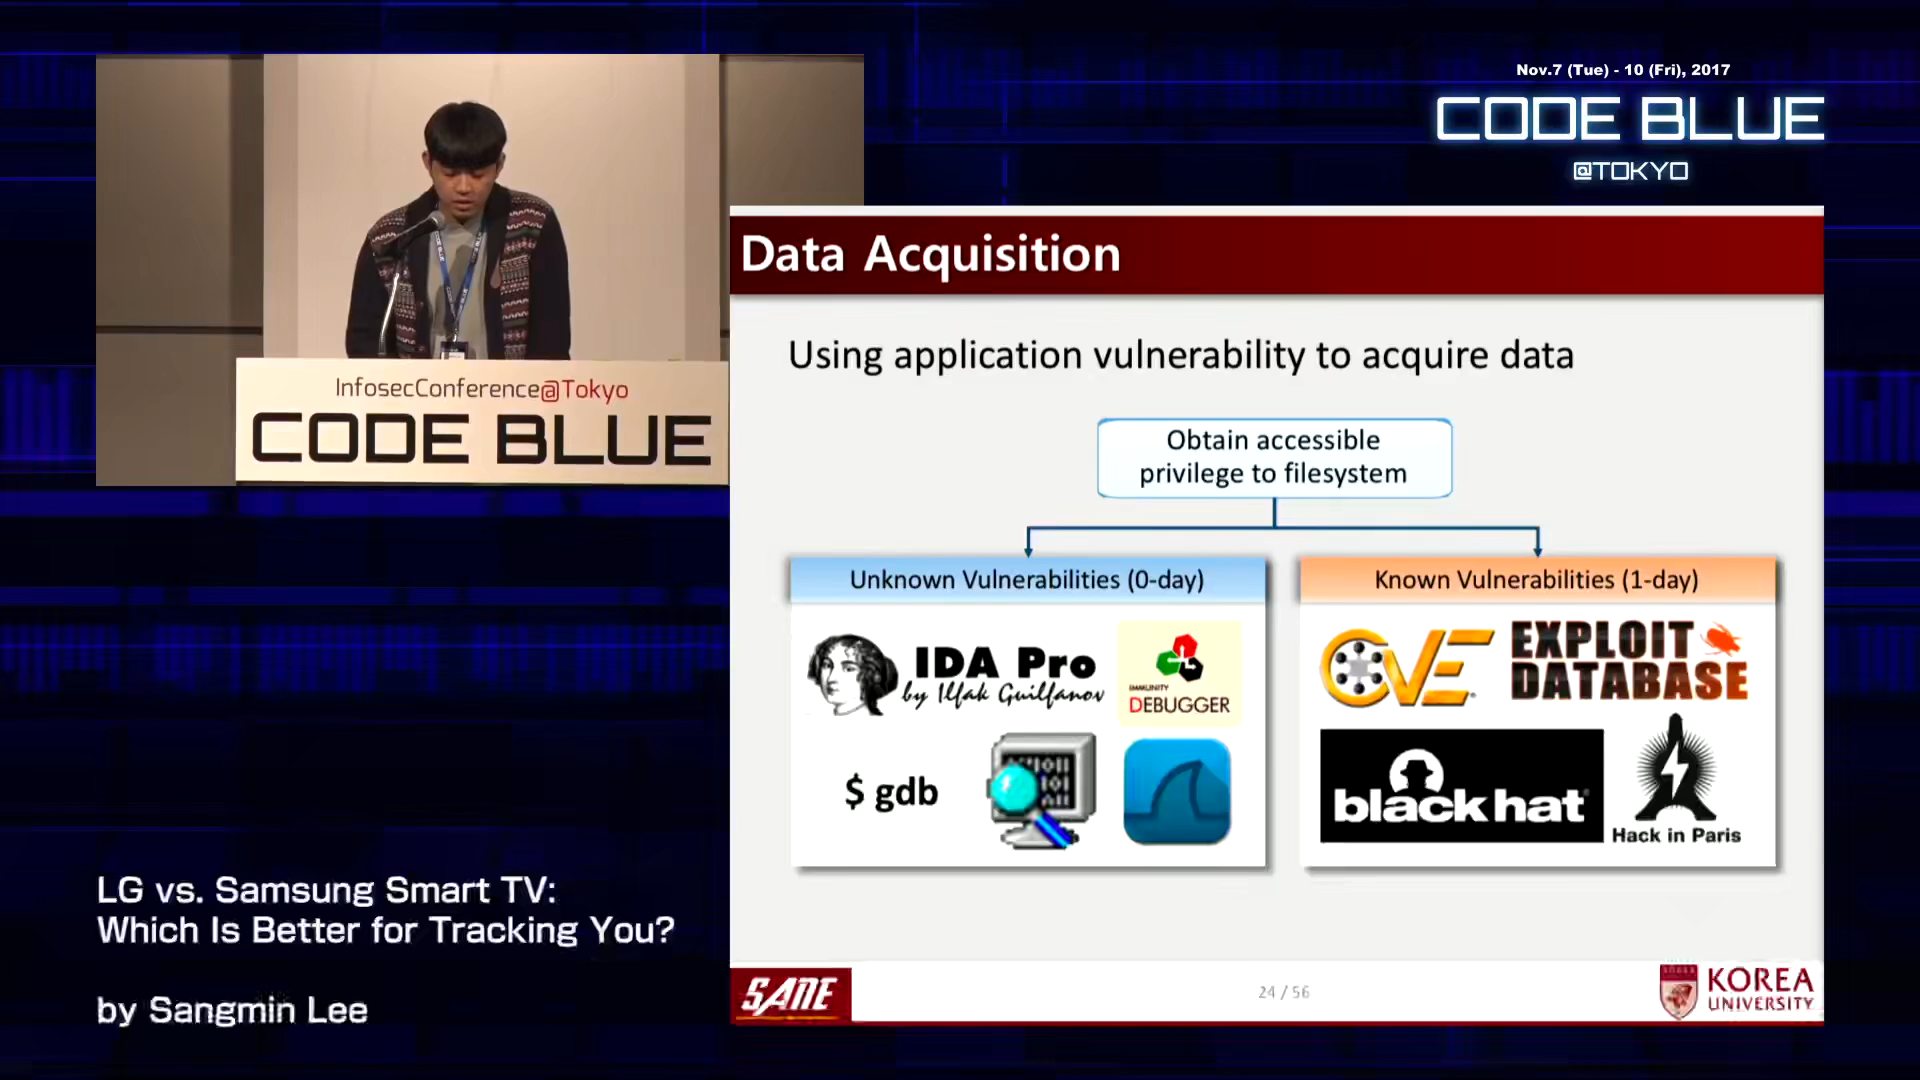 Nov.7 (Tue) - 10 (Fri), 2017
CODE BLUE
@TOKYO
InfosecConference@Tokyo
CODE BLUE
Data Acquisition
Using application vulnerability to acquire data
Obtain accessible
privilege to filesystem
Unknown Vulnerabilities (0-day)
IDA Pro
by Ilfak Guilfanov
IMMUNITY
DEBUGGER
$ gdb
Known Vulnerabilities (1-day)
CVE
EXPLOIT
DATABASE
black hat
Hack in Paris
LG vs. Samsung Smart TV:
Which Is Better for Tracking You?
by Sangmin Lee
SANE
24 / 56
KOREA
UNIVERSITY